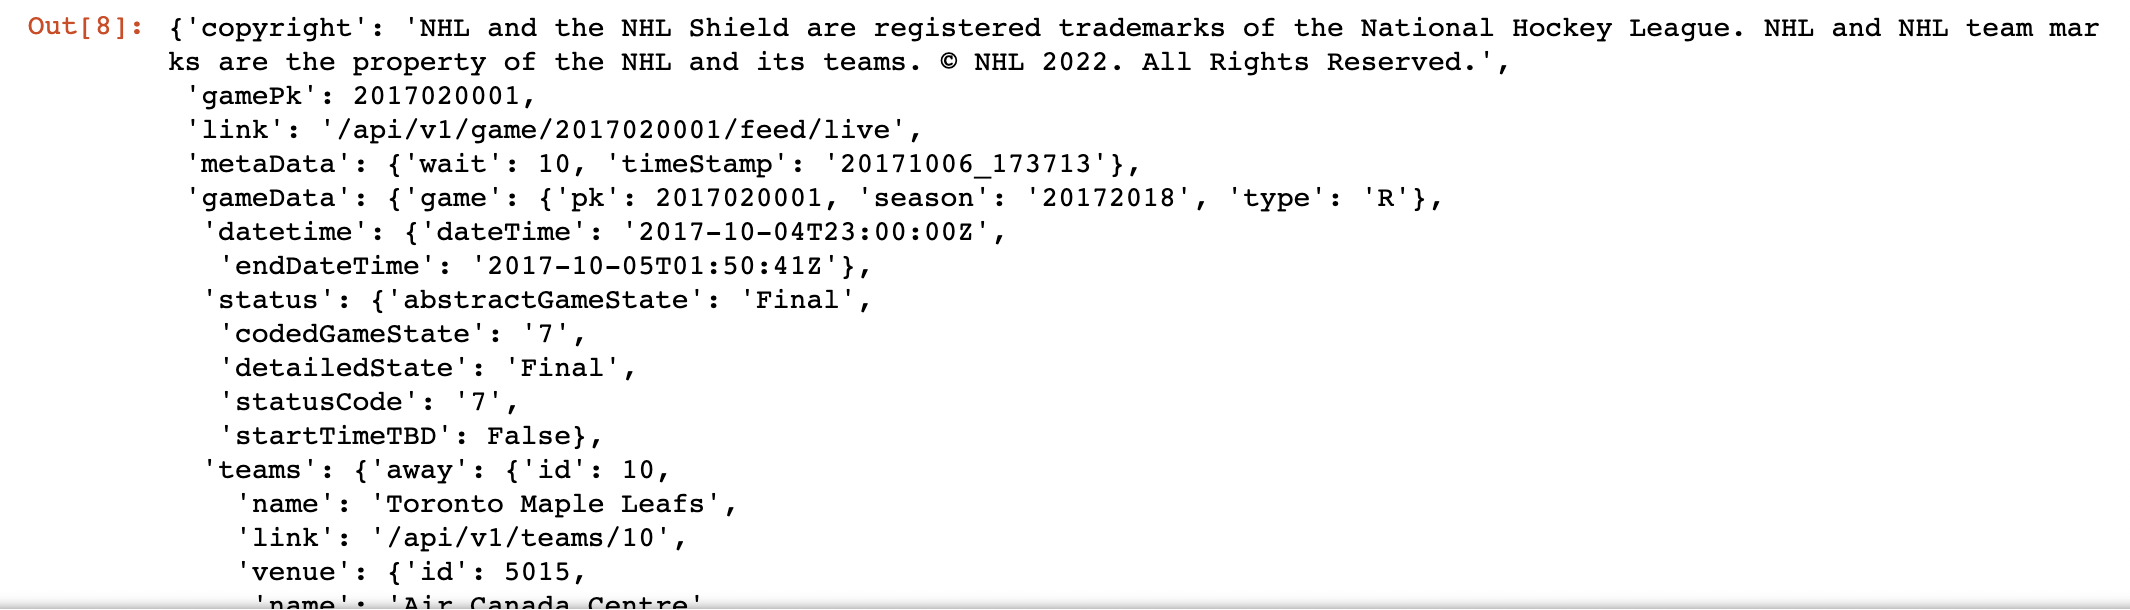 Out[8]: {'copyright': 'NHL and the NHL Shield are registered trademarks of the National Hockey League. NHL and NHL team mar
ks are the property of the NHL and its teams. © NHL 2022. All Rights Reserved.',
'gamePk': 2017020001,
'link': '/api/v1/game/2017020001/feed/live',
'metaData': {'wait': 10, 'timeStamp': '20171006_173713'},
'gameData': {'game': {'pk': 2017020001, 'season': '20172018', 'type': 'R'},
'datetime': {'dateTime': '2017-10-04T23:00:00Z',
'endDateTime': '2017-10-05T01:50:41Z'},
'status': {'abstractGameState': 'Final',
'codedGameState': '7',
'detailedState': 'Final',
'statusCode': '7',
'startTimeTBD': False},
'teams': {'away': {'id': 10,
'name': 'Toronto Maple Leafs',
'link': '/api/v1/teams/10',
'venue': {'id': 5015,
'name': 'Air Canada Centre'